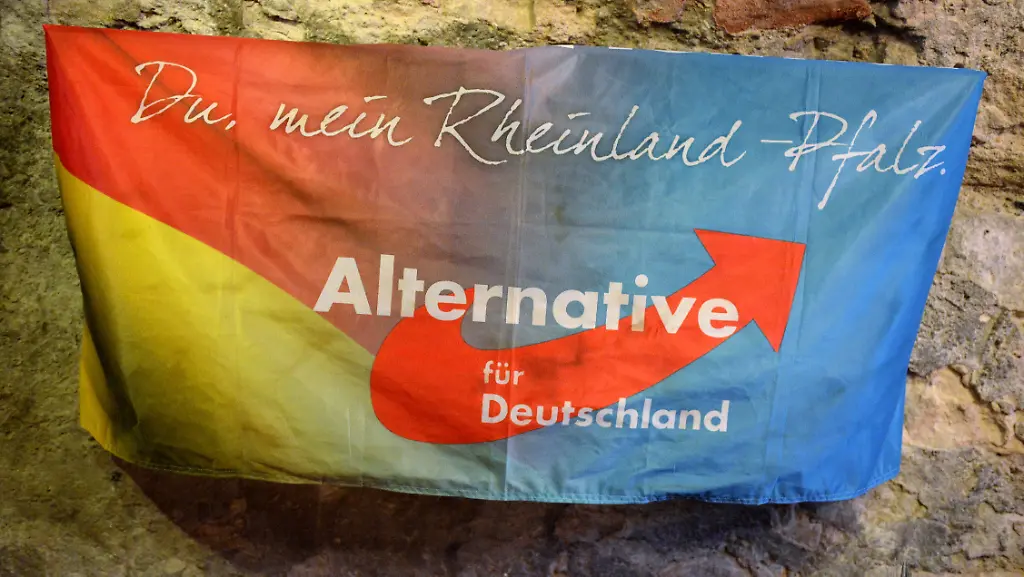 Du, mein Rheinland-Pfalz.
Alternative
für
Deutschland